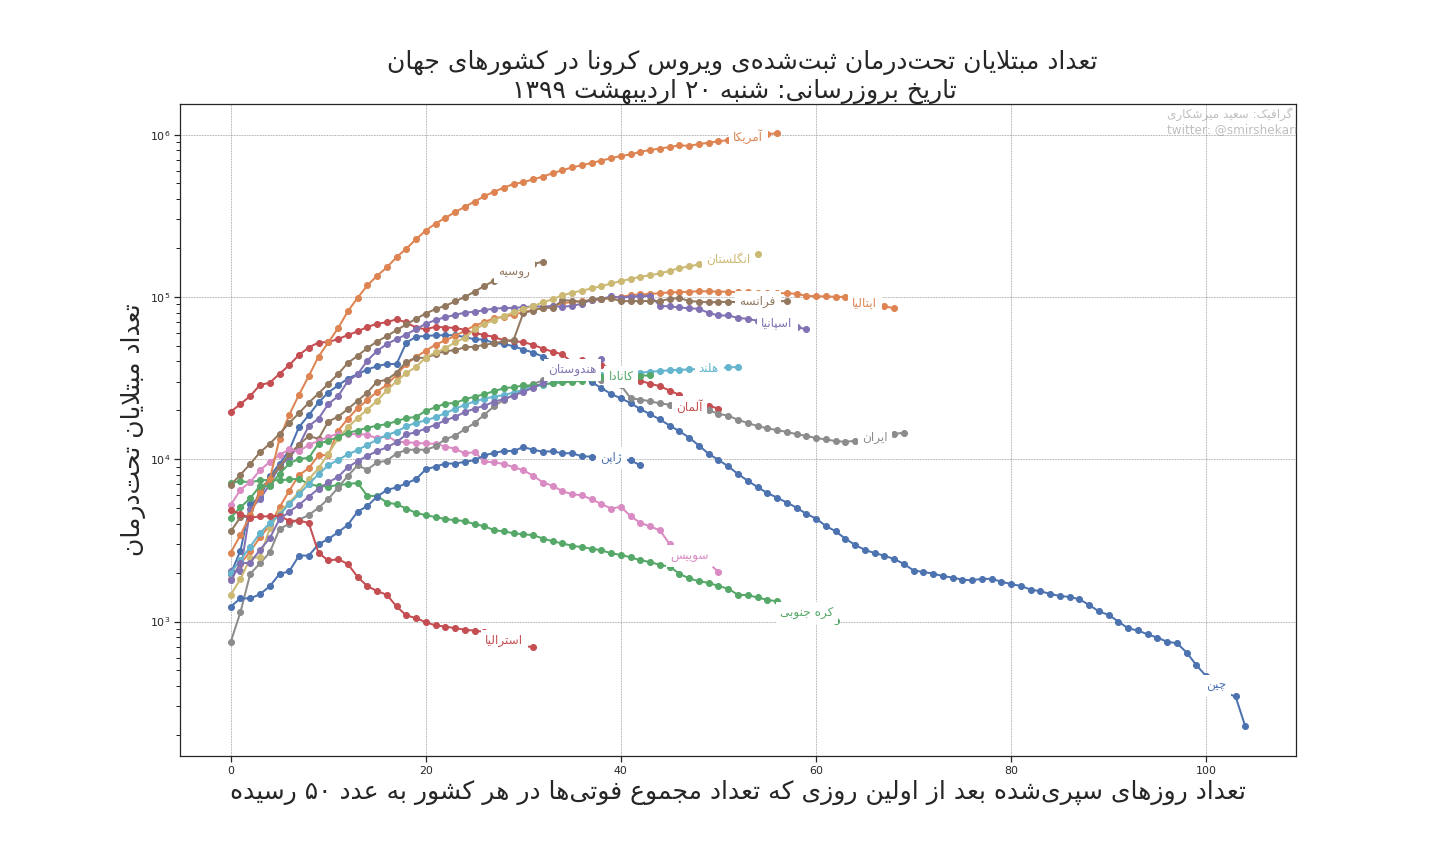 تعداد مبتلایان تحت‌درمان ثبت‌شده‌ی ویروس کرونا در کشورهای جهان
تاریخ بروزرسانی: شنبه ۲۰ اردیبهشت ۱۳۹۹
گرافیک: سعید میرشکاری
twitter: @smirshekari
تعداد مبتلایان تحت‌درمان
10⁶
10⁵
10⁴
10³
آمریکا
روسیه
انگلستان
فرانسه
ایتالیا
اسپانیا
هندوستان
کانادا
هلند
آلمان
ایران
ژاپن
سوییس
کره جنوبی
استرالیا
چین
0 20 40 60 80 100
تعداد روزهای سپری‌شده بعد از اولین روزی که تعداد مجموع فوتی‌ها در هر کشور به عدد ۵۰ رسیده